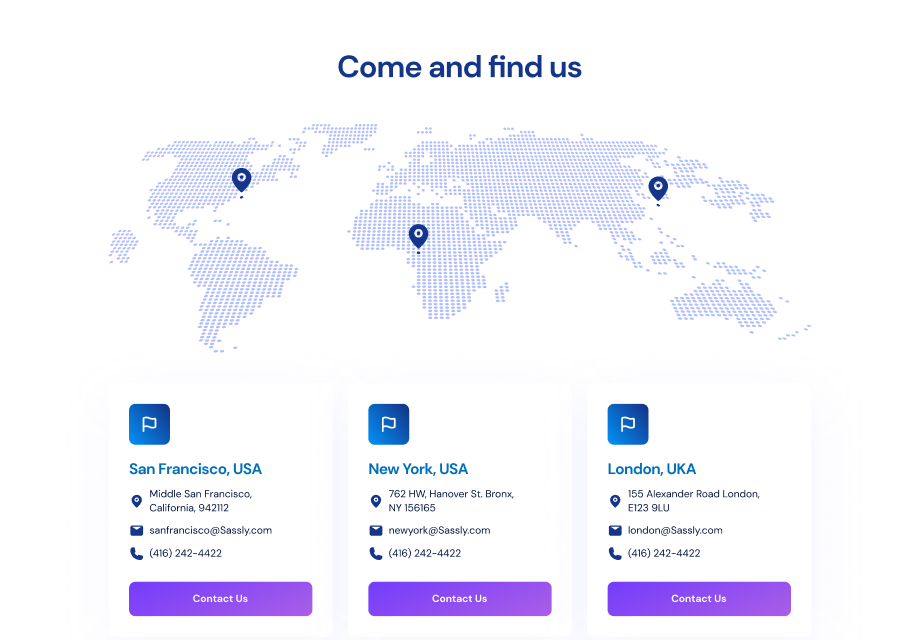 Come and find us
San Francisco, USA
Middle San Francisco,
California, 942112
sanfrancisco@Sassly.com
(416) 242-4422
Contact Us
New York, USA
762 HW, Hanover St. Bronx,
NY 156165
newyork@Sassly.com
(416) 242-4422
Contact Us
London, UKA
155 Alexander Road London,
E123 9LU
london@Sassly.com
(416) 242-4422
Contact Us